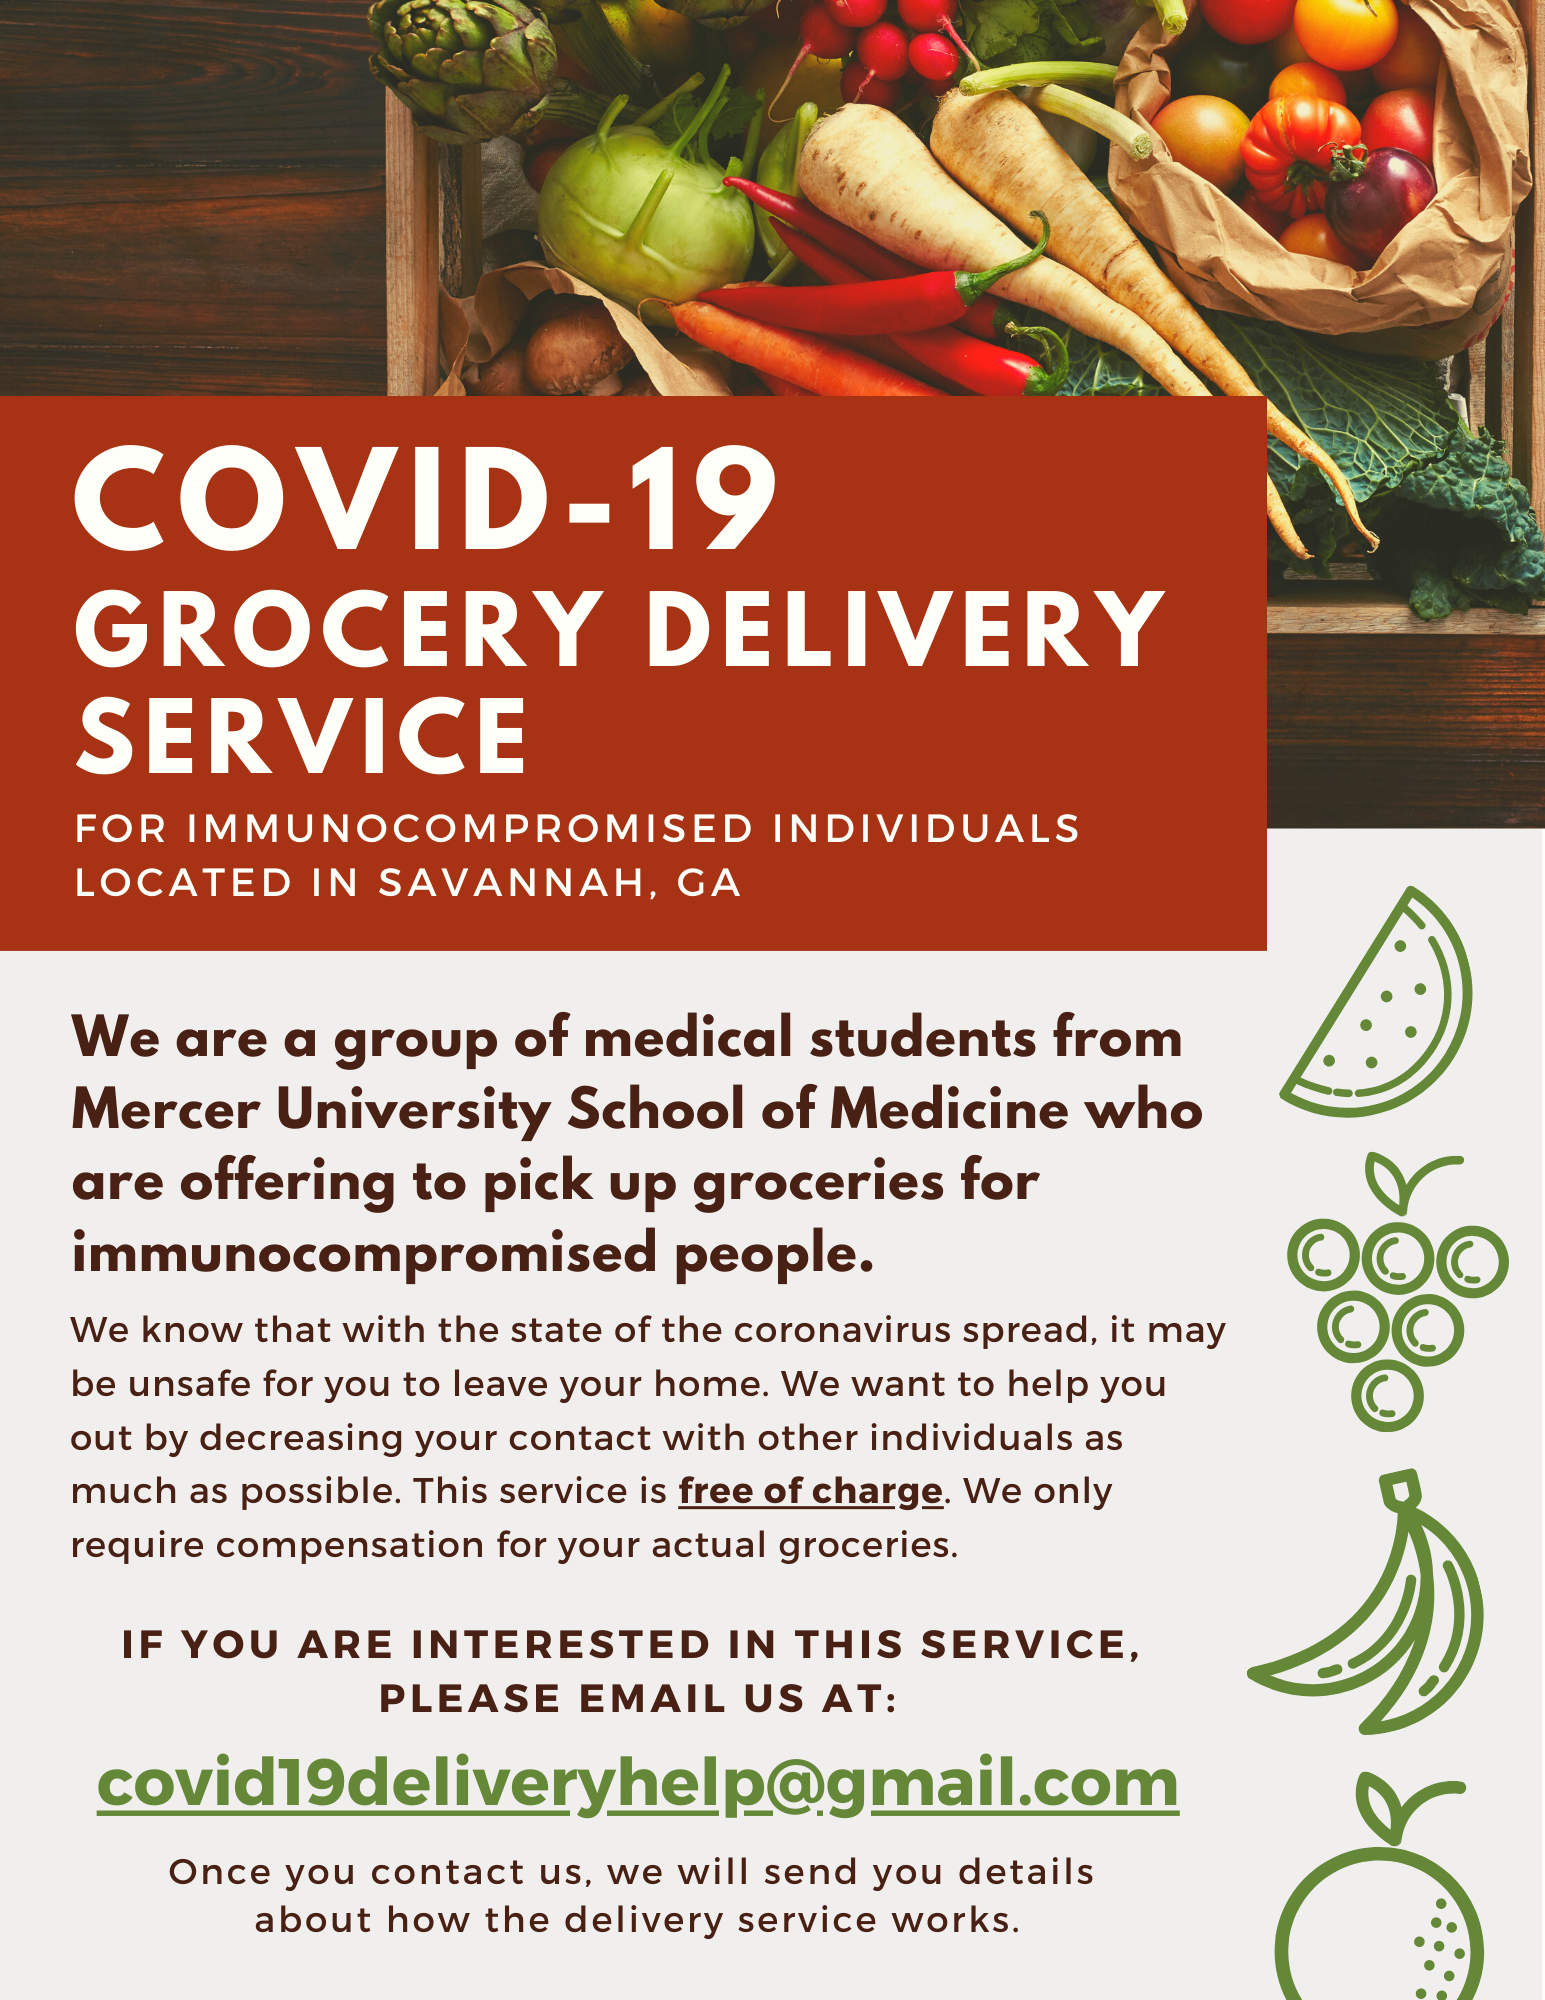 COVID-19
GROCERY DELIVERY
SERVICE
FOR IMMUNOCOMPROMISED INDIVIDUALS
LOCATED IN SAVANNAH, GA
We are a group of medical students from
Mercer University School of Medicine who
are offering to pick up groceries for
immunocompromised people.
We know that with the state of the coronavirus spread, it may
be unsafe for you to leave your home. We want to help you
out by decreasing your contact with other individuals as
much as possible. This service is free of charge. We only
require compensation for your actual groceries.
IF YOU ARE INTERESTED IN THIS SERVICE,
PLEASE EMAIL US AT:
covid19deliveryhelp@gmail.com
Once you contact us, we will send you details
about how the delivery service works.